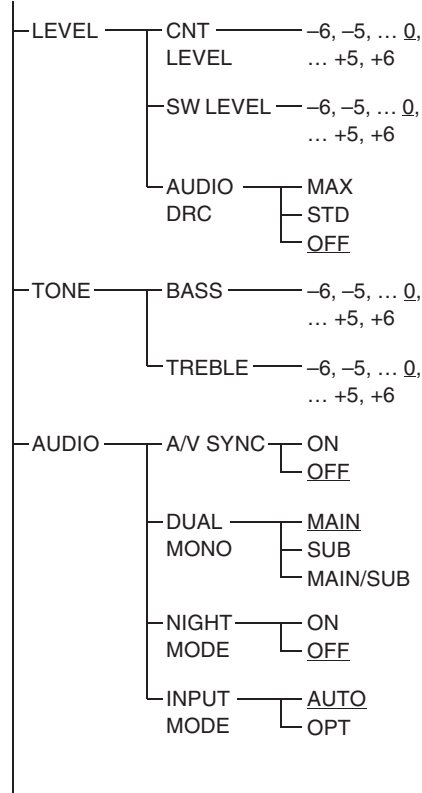 LEVEL CNT LEVEL –6, –5, … 0, … +5, +6
SW LEVEL –6, –5, … 0, … +5, +6
AUDIO DRC MAX
STD
OFF
TONE BASS –6, –5, … 0, … +5, +6
TREBLE –6, –5, … 0, … +5, +6
AUDIO A/V SYNC ON
OFF
DUAL MONO MAIN
SUB
MAIN/SUB
NIGHT MODE ON
OFF
INPUT MODE AUTO
OPT